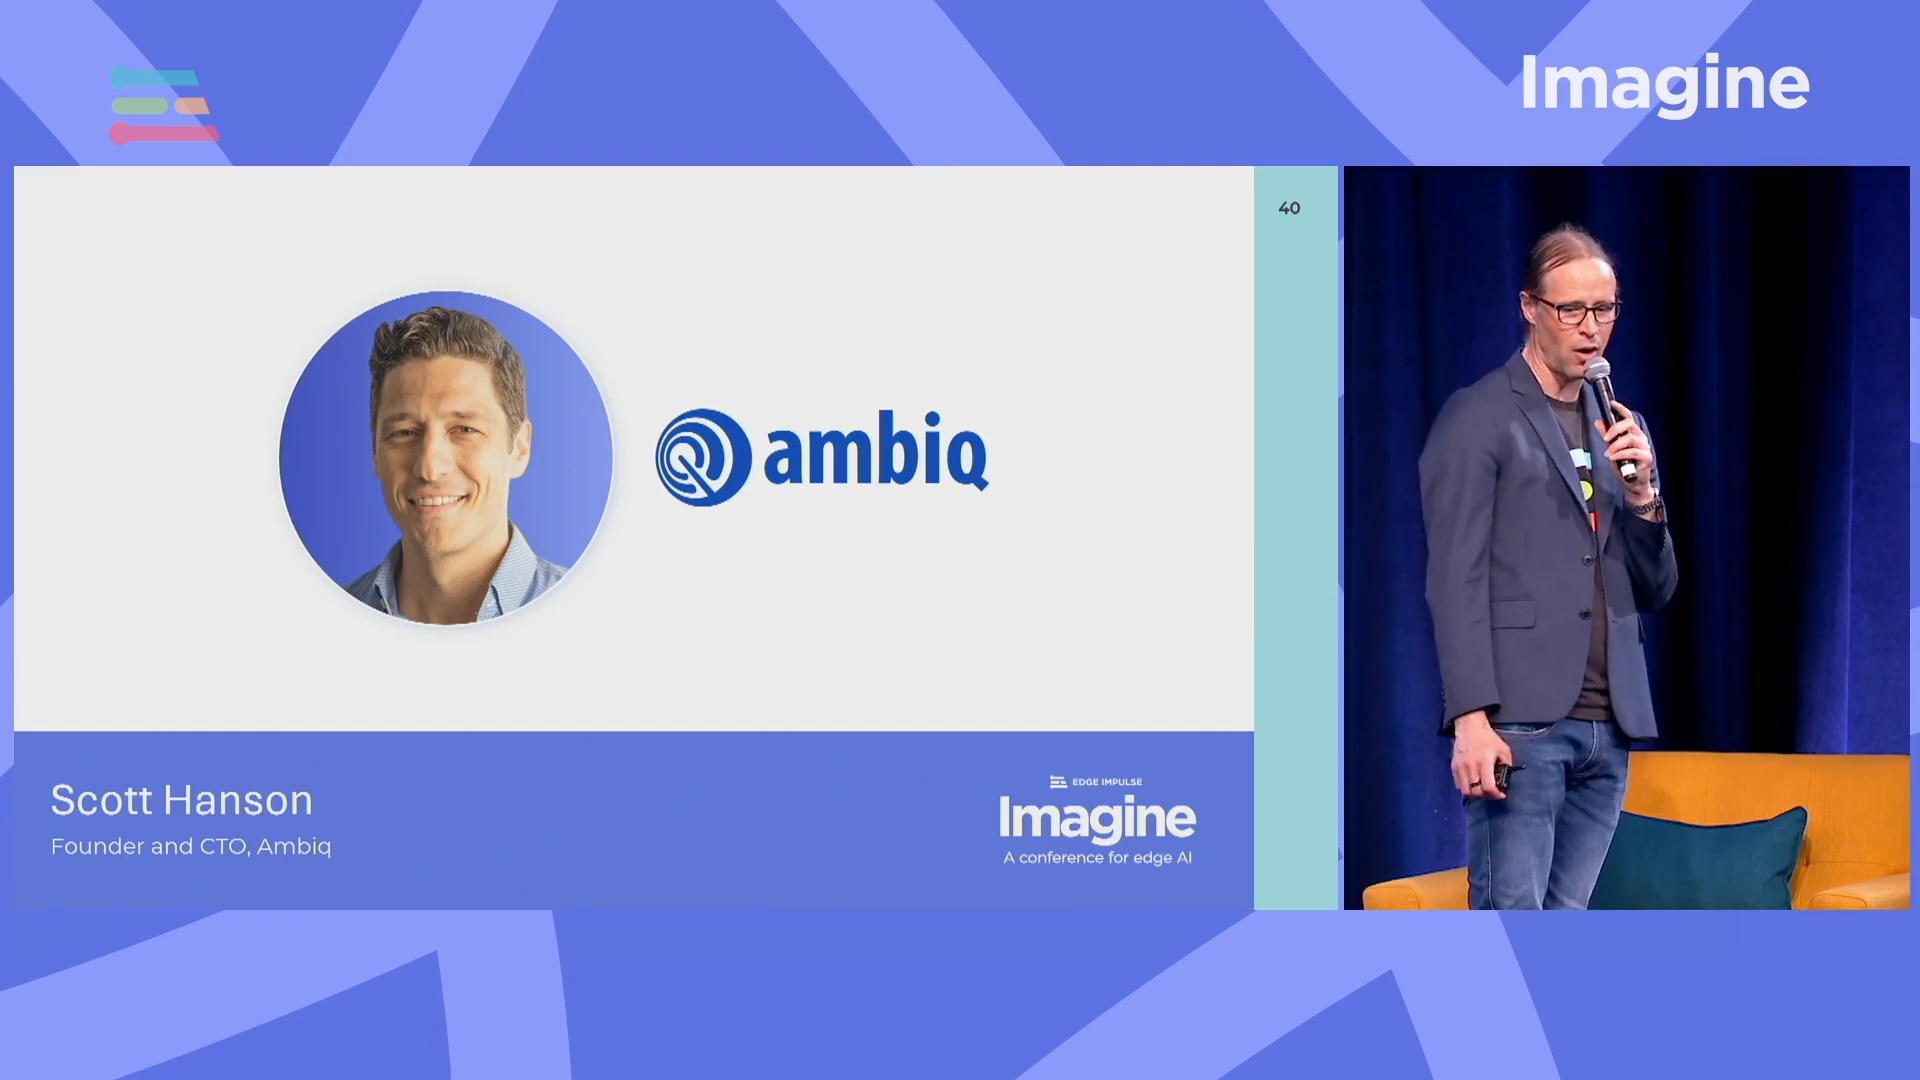 Imagine
40
ambiq
Scott Hanson
Founder and CTO, Ambiq
EDGE IMPULSE
Imagine
A conference for edge AI